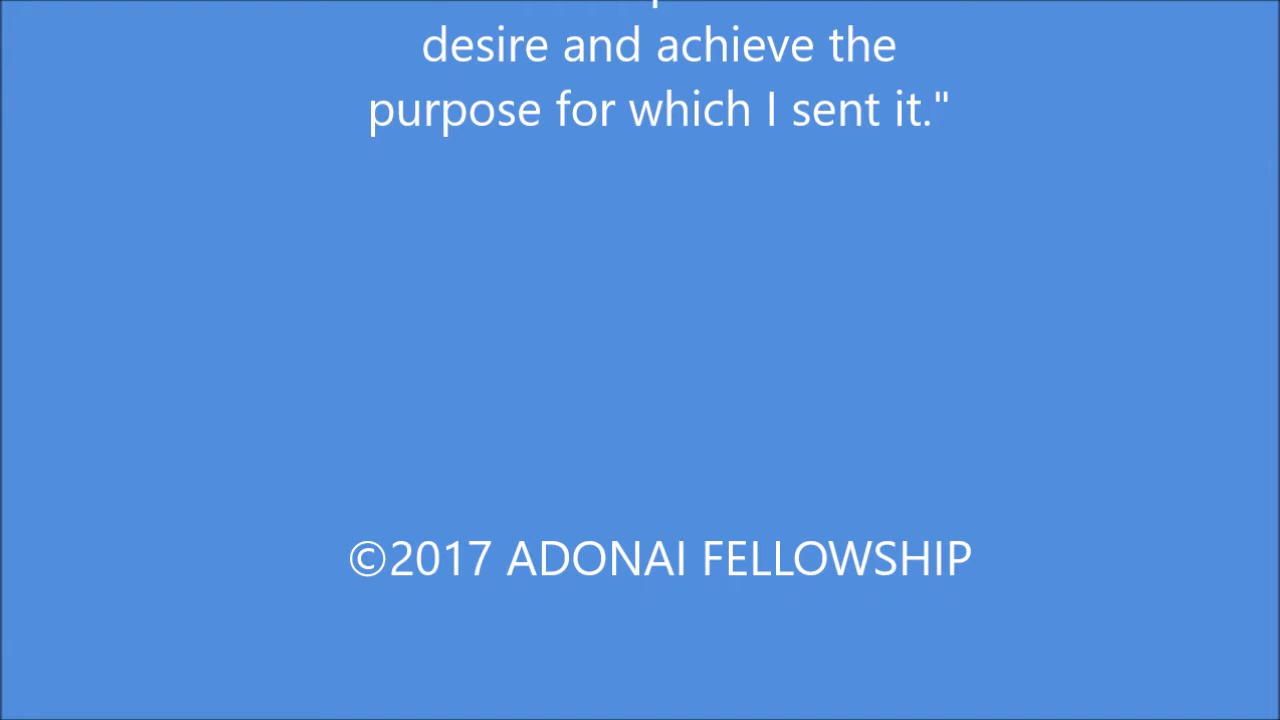 desire and achieve the
purpose for which I sent it."
©2017 ADONAI FELLOWSHIP